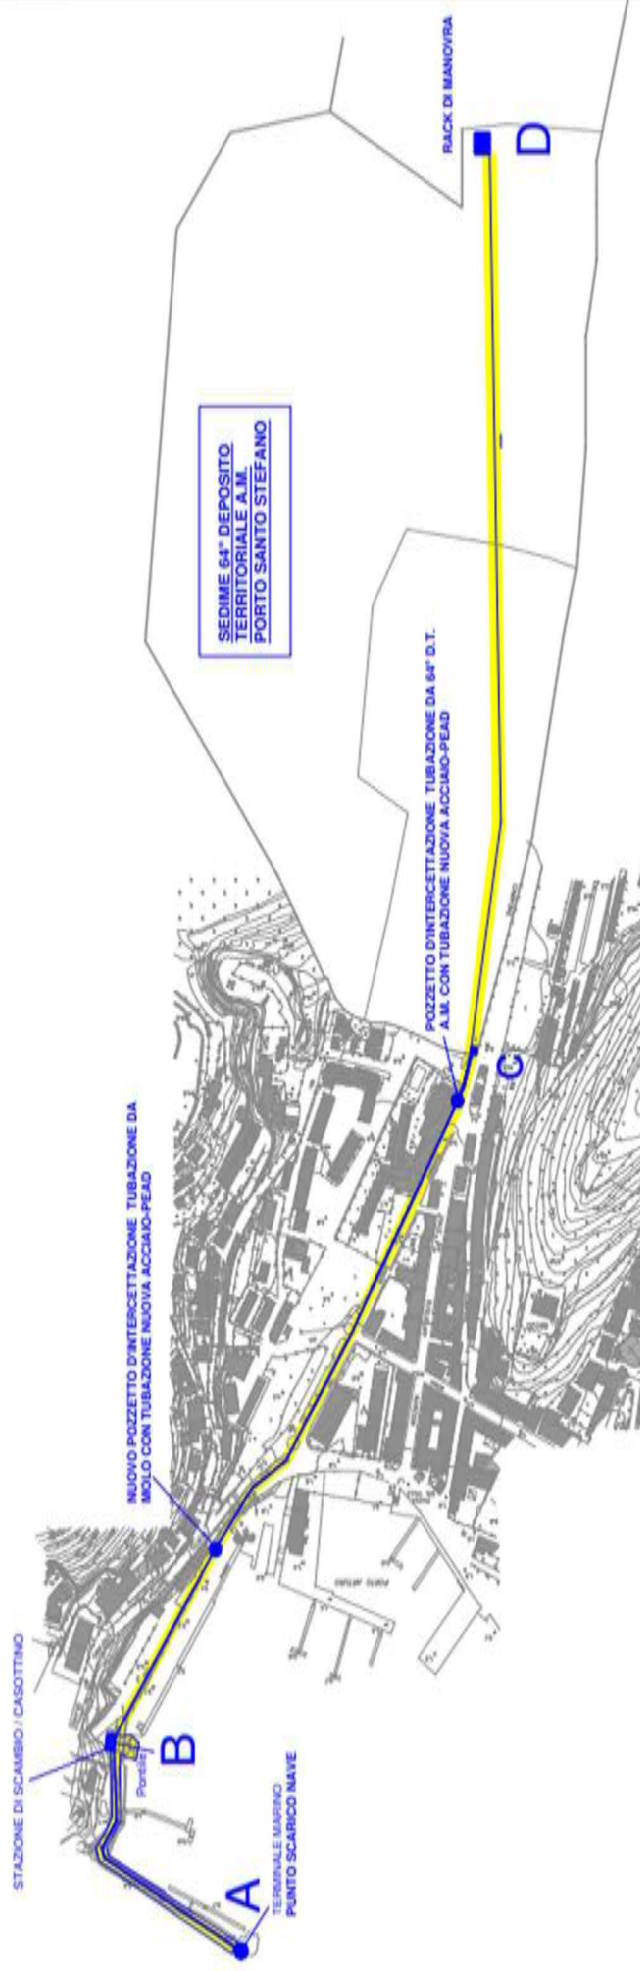 STAZIONE DI SCAMBIO / CASOTTINO
NUOVO POZZETTO D'INTERCETTAZIONE TUBAZIONE DA
MOLO CON TUBAZIONE NUOVA ACCIAIO-PEAD
SEDIME 64° DEPOSITO
TERRITORIALE A.M.
PORTO SANTO STEFANO
POZZETTO D'INTERCETTAZIONE TUBAZIONE DA 64° D.T.
A.M. CON TUBAZIONE NUOVA ACCIAIO-PEAD
RACK DI MANOVRA
A
TERMINALE MARINO
PUNTO SCARICO NAVE
B
Pontile
C
D